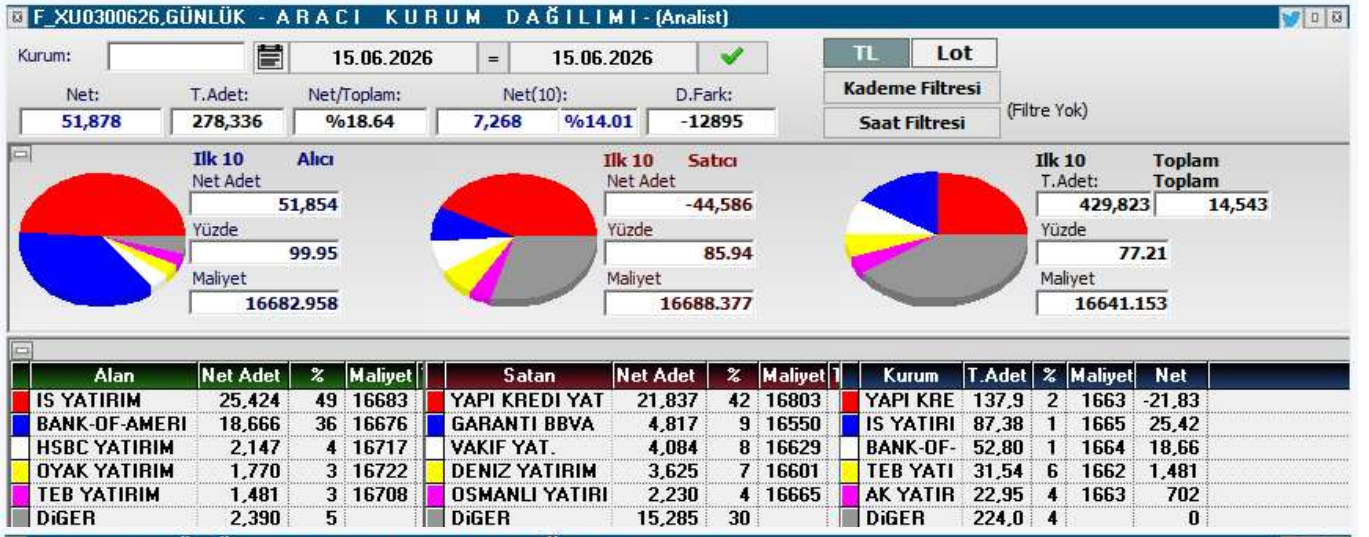 F_XU0300626,GÜNLÜK - A R A C I   K U R U M   D A Ğ I L I M I - (Analist)
Kurum: 15.06.2026 = 15.06.2026 TL Lot
Kademe Filtresi
Net: T.Adet: Net/Toplam: Net(10): D.Fark:
51,878 278,336 %18.64 7,268 %14.01 -12895 Saat Filtresi (Filtre Yok)
Ilk 10 Alıcı Ilk 10 Satıcı Ilk 10 Toplam
Net Adet Net Adet T.Adet: Toplam
51,854 -44,586 429,823 14,543
Yüzde Yüzde Yüzde
99.95 85.94 77.21
Maliyet Maliyet Maliyet
16682.958 16688.377 16641.153
Alan Net Adet % Maliyet Satan Net Adet % Maliyet Kurum T.Adet % Maliyet Net
IS YATIRIM 25,424 49 16683 YAPI KREDI YAT 21,837 42 16803 YAPI KRE 137,9 2 1663 -21,83
BANK-OF-AMERI 18,666 36 16676 GARANTI BBVA 4,817 9 16550 IS YATIRI 87,38 1 1665 25,42
HSBC YATIRIM 2,147 4 16717 VAKIF YAT. 4,084 8 16629 BANK-OF- 52,80 1 1664 18,66
OYAK YATIRIM 1,770 3 16722 DENIZ YATIRIM 3,625 7 16601 TEB YATI 31,54 6 1662 1,481
TEB YATIRIM 1,481 3 16708 OSMANLI YATIRI 2,230 4 16665 AK YATIR 22,95 4 1663 702
DiGER 2,390 5 DiGER 15,285 30 DiGER 224,0 4 0